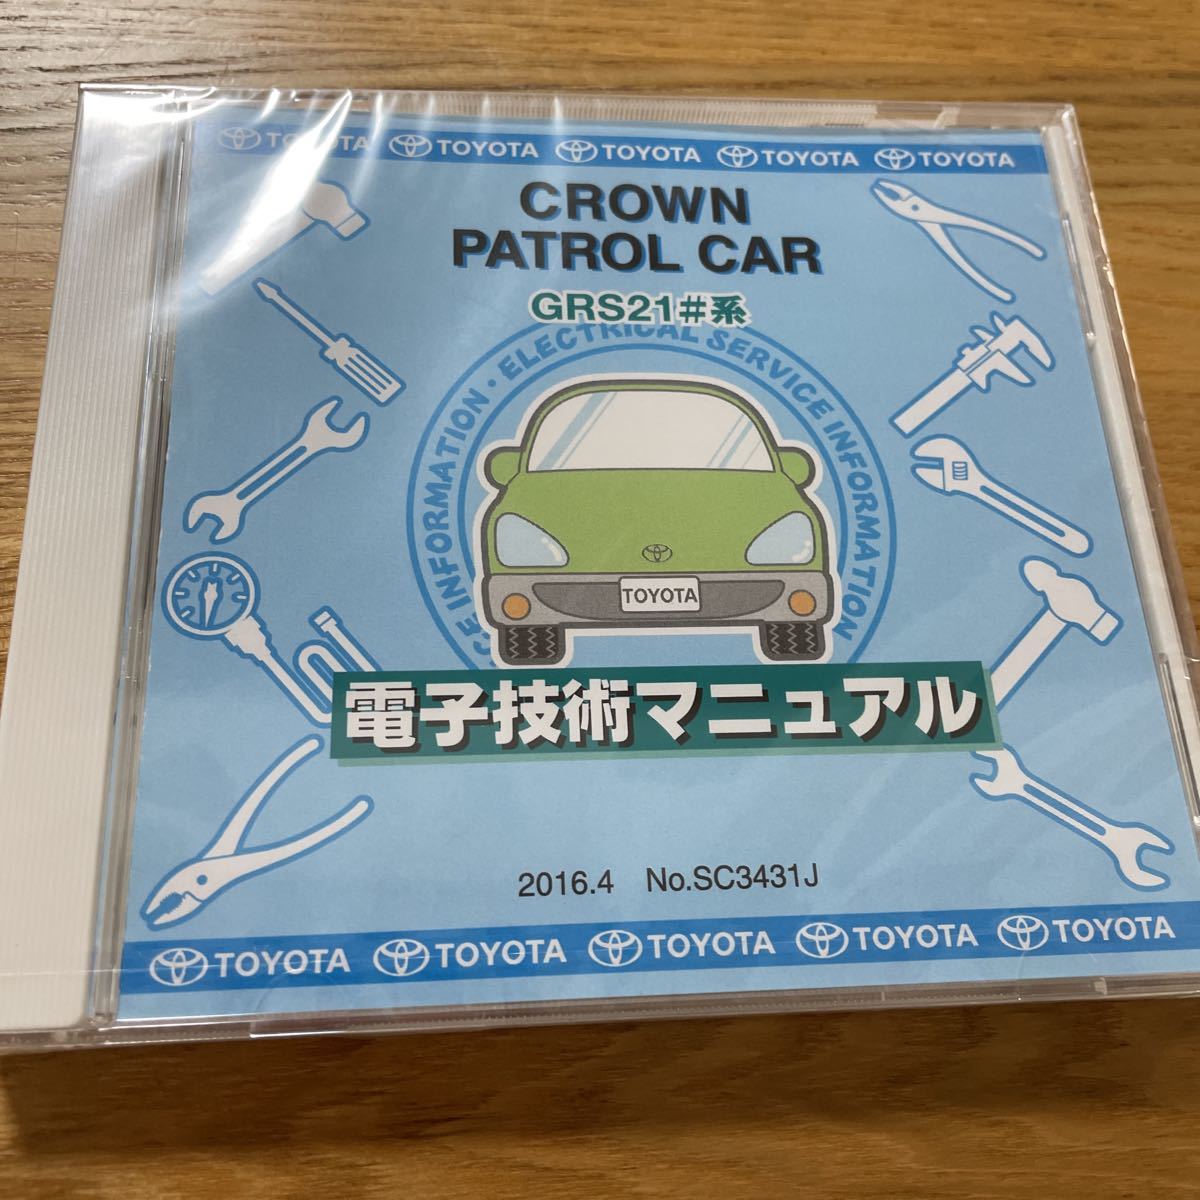 TOYOTA TOYOTA TOYOTA TOYOTA TOYOTA
CROWN
PATROL CAR
GRS21#系
ELECTRICAL SERVICE INFORMATION
INFORMATION
TOYOTA
電子技術マニュアル
2016.4 No.SC3431J
TOYOTA TOYOTA TOYOTA TOYOTA TOYOTA